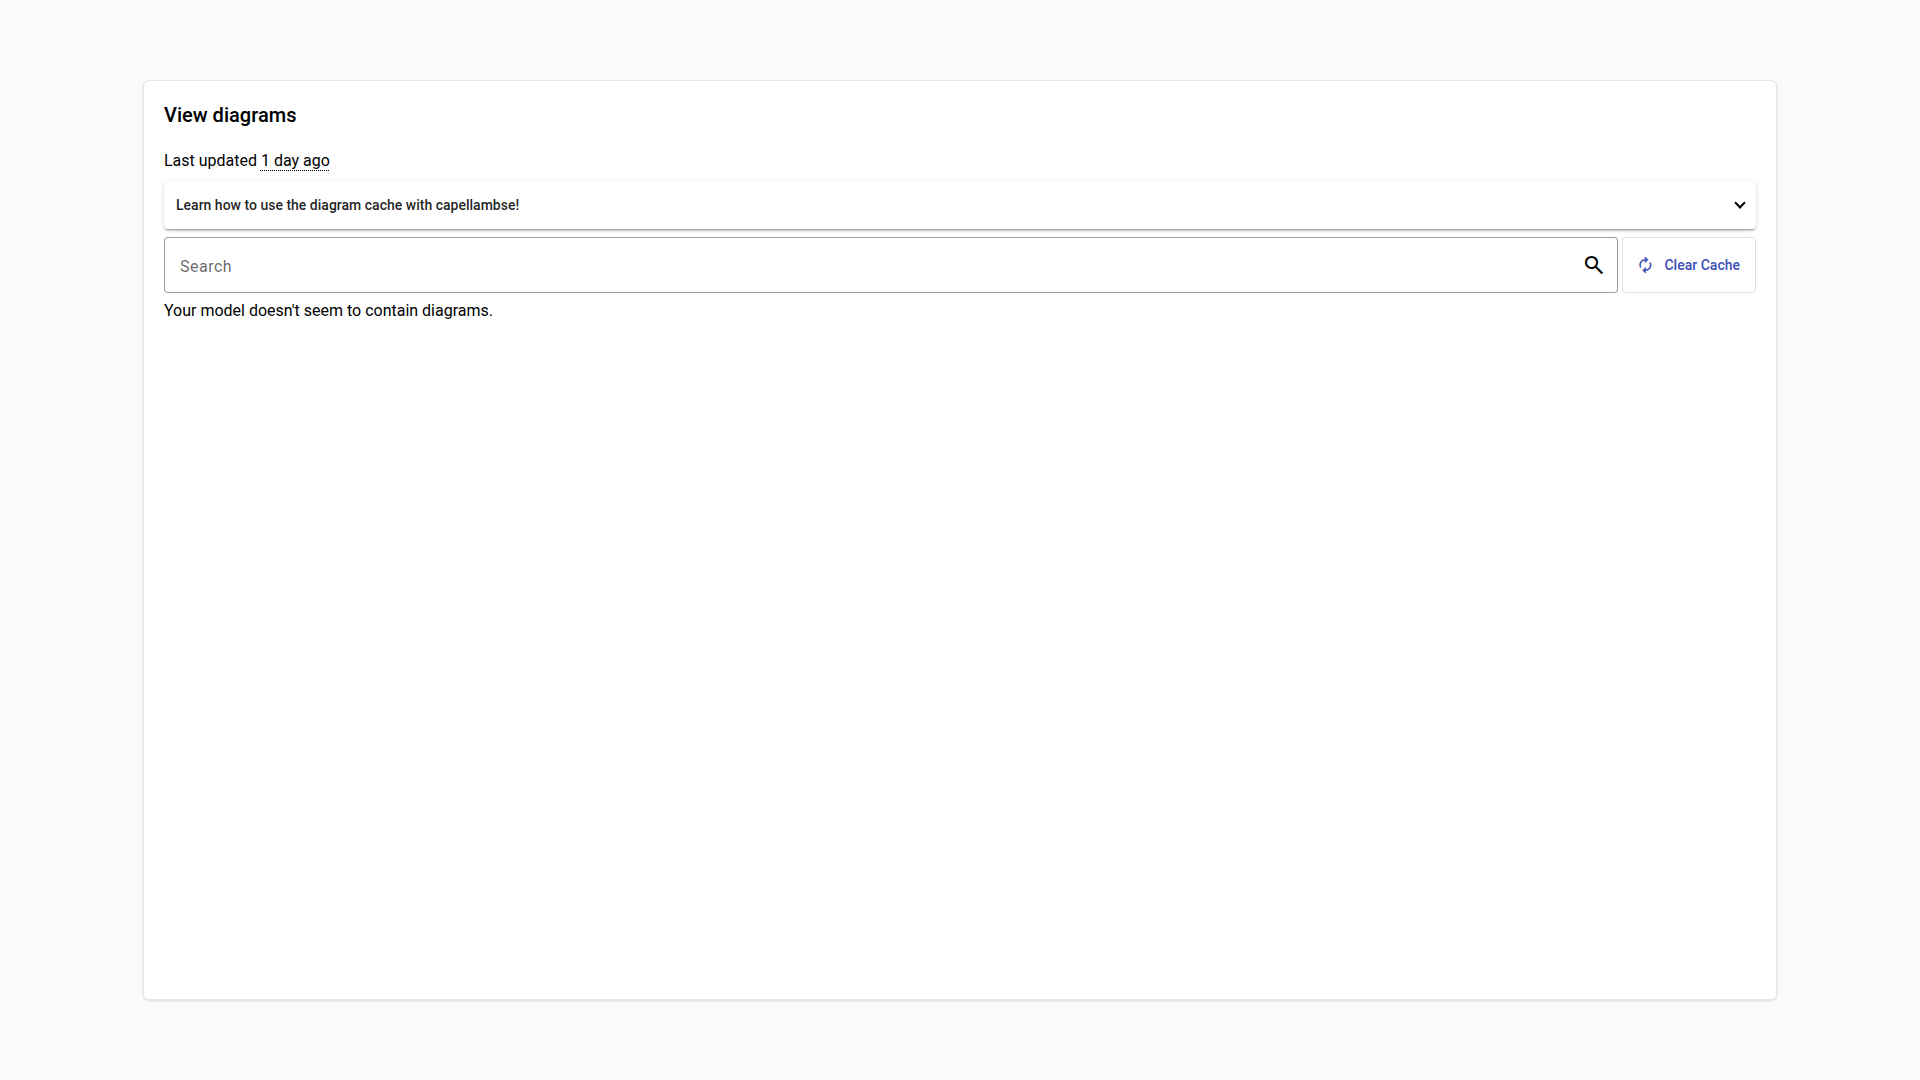 View diagrams
Last updated 1 day ago
Learn how to use the diagram cache with capellambse!
Search
Clear Cache
Your model doesn't seem to contain diagrams.